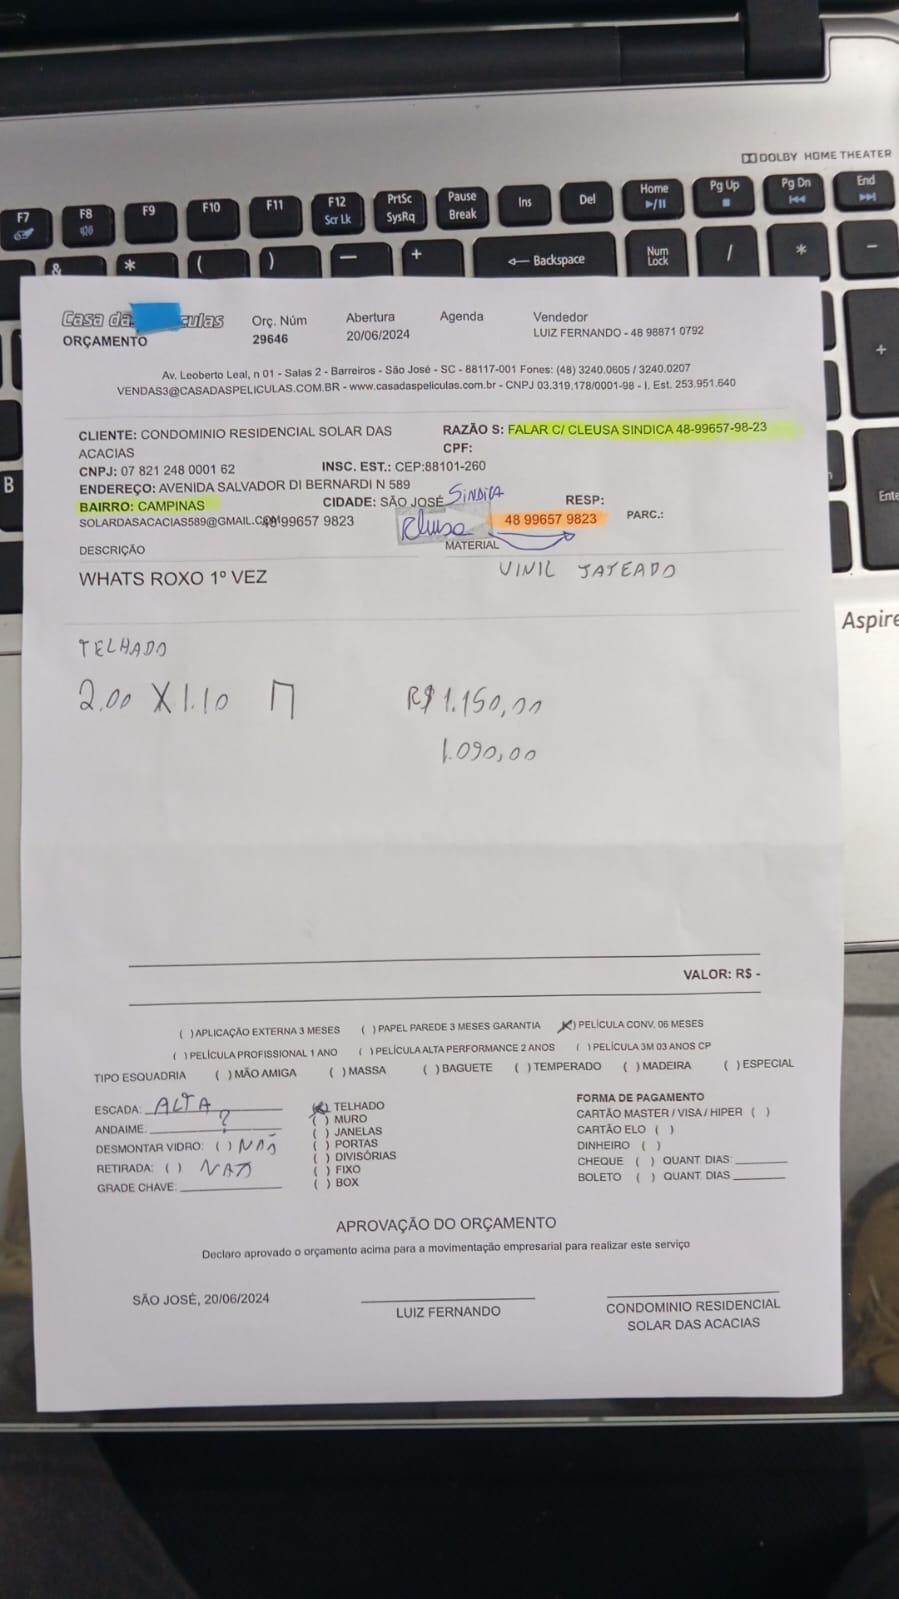 DOLBY HOME THEATER
F7
F8
F9
F10
F11
F12
Scr Lk
PrtSc
SysRq
Pause
Break
Ins
Del
Home
Pg Up
Pg Dn
End
&
*
(
)
—
+
Backspace
Num
Lock
/
*
-
+
B
Ente
Aspire
Casa das culas
ORÇAMENTO
Orç. Núm
29646
Abertura
20/06/2024
Agenda
Vendedor
LUIZ FERNANDO - 48 98871 0792
Av. Leoberto Leal, n 01 - Salas 2 - Barreiros - São José - SC - 88117-001 Fones: (48) 3240.0605 / 3240.0207
VENDAS3@CASADASPELICULAS.COM.BR - www.casadaspeliculas.com.br - CNPJ 03.319.178/0001-98 - I. Est. 253.951.640
CLIENTE: CONDOMINIO RESIDENCIAL SOLAR DAS
ACACIAS
RAZÃO S: FALAR C/ CLEUSA SINDICA 48-99657-98-23
CPF:
CNPJ: 07 821 248 0001 62
INSC. EST.: CEP:88101-260
ENDEREÇO: AVENIDA SALVADOR DI BERNARDI N 589
BAIRRO: CAMPINAS
CIDADE: SÃO JOSÉ
SINDICA
RESP:
SOLARDASACACIAS589@GMAIL.COM 48 99657 9823
Cleusa
48 99657 9823
PARC.:
DESCRIÇÃO
MATERIAL
WHATS ROXO 1º VEZ
VINIL JATEADO
TELHADO
2.00 X 1.10
R$ 1.150,00
1.090,00
VALOR: R$ -
( ) APLICAÇÃO EXTERNA 3 MESES ( ) PAPEL PAREDE 3 MESES GARANTIA (X) PELÍCULA CONV. 06 MESES
( ) PELÍCULA PROFISSIONAL 1 ANO ( ) PELÍCULA ALTA PERFORMANCE 2 ANOS ( ) PELÍCULA 3M 03 ANOS CP
TIPO ESQUADRIA ( ) MÃO AMIGA ( ) MASSA ( ) BAGUETE ( ) TEMPERADO ( ) MADEIRA ( ) ESPECIAL
ESCADA: ALTA
ANDAIME: ?
DESMONTAR VIDRO: ( ) NÃO
RETIRADA: ( ) NÃO
GRADE CHAVE:
(X) TELHADO
( ) MURO
( ) JANELAS
( ) PORTAS
( ) DIVISÓRIAS
( ) FIXO
( ) BOX
FORMA DE PAGAMENTO
CARTÃO MASTER / VISA / HIPER ( )
CARTÃO ELO ( )
DINHEIRO ( )
CHEQUE ( ) QUANT. DIAS:
BOLETO ( ) QUANT. DIAS
APROVAÇÃO DO ORÇAMENTO
Declaro aprovado o orçamento acima para a movimentação empresarial para realizar este serviço
SÃO JOSÉ, 20/06/2024
LUIZ FERNANDO
CONDOMINIO RESIDENCIAL
SOLAR DAS ACACIAS